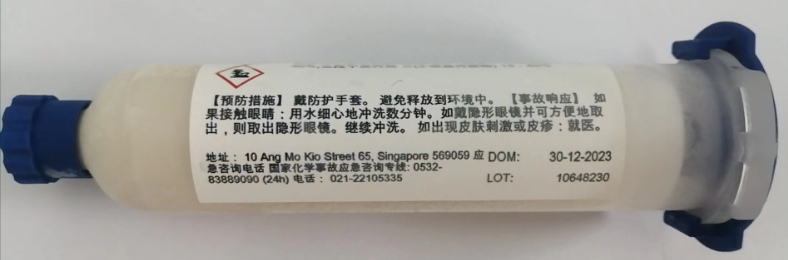 【预防措施】 戴防护手套。 避免释放到环境中。 【事故响应】 如
果接触眼睛：用水细心地冲洗数分钟。如戴隐形眼镜并可方便地取
出，则取出隐形眼镜。继续冲洗。 如出现皮肤刺激或皮疹：就医。
地址： 10 Ang Mo Kio Street 65, Singapore 569059 应 DOM: 30-12-2023
急咨询电话 国家化学事故应急咨询专线: 0532-
83889090 (24h) 电话： 021-22105335 LOT: 10648230